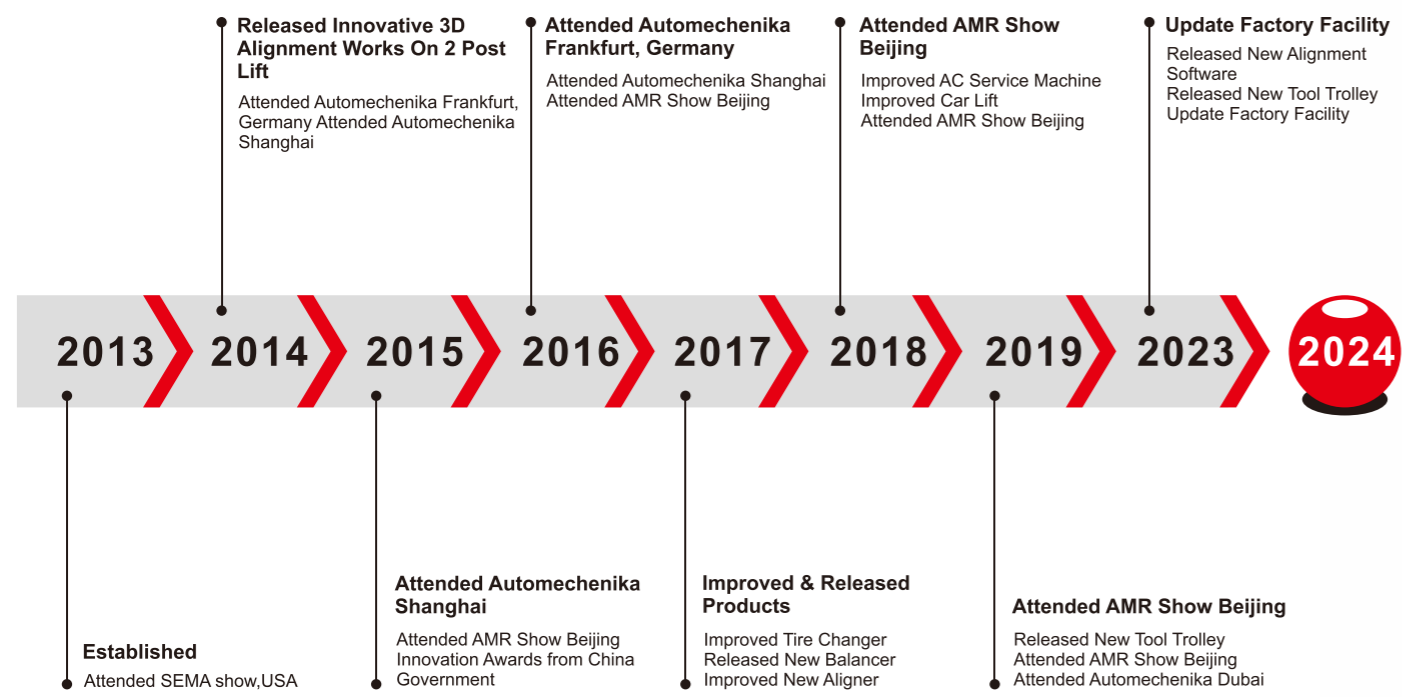 Released Innovative 3D
Alignment Works On 2 Post
Lift
Attended Automechenika Frankfurt,
Germany Attended Automechenika
Shanghai
Attended Automechenika
Frankfurt, Germany
Attended Automechenika Shanghai
Attended AMR Show Beijing
Attended AMR Show
Beijing
Improved AC Service Machine
Improved Car Lift
Attended AMR Show Beijing
Update Factory Facility
Released New Alignment
Software
Released New Tool Trolley
Update Factory Facility
2013
2014
2015
2016
2017
2018
2019
2023
2024
Established
Attended SEMA show,USA
Attended Automechenika
Shanghai
Attended AMR Show Beijing
Innovation Awards from China
Government
Improved & Released
Products
Improved Tire Changer
Released New Balancer
Improved New Aligner
Attended AMR Show Beijing
Released New Tool Trolley
Attended AMR Show Beijing
Attended Automechenika Dubai